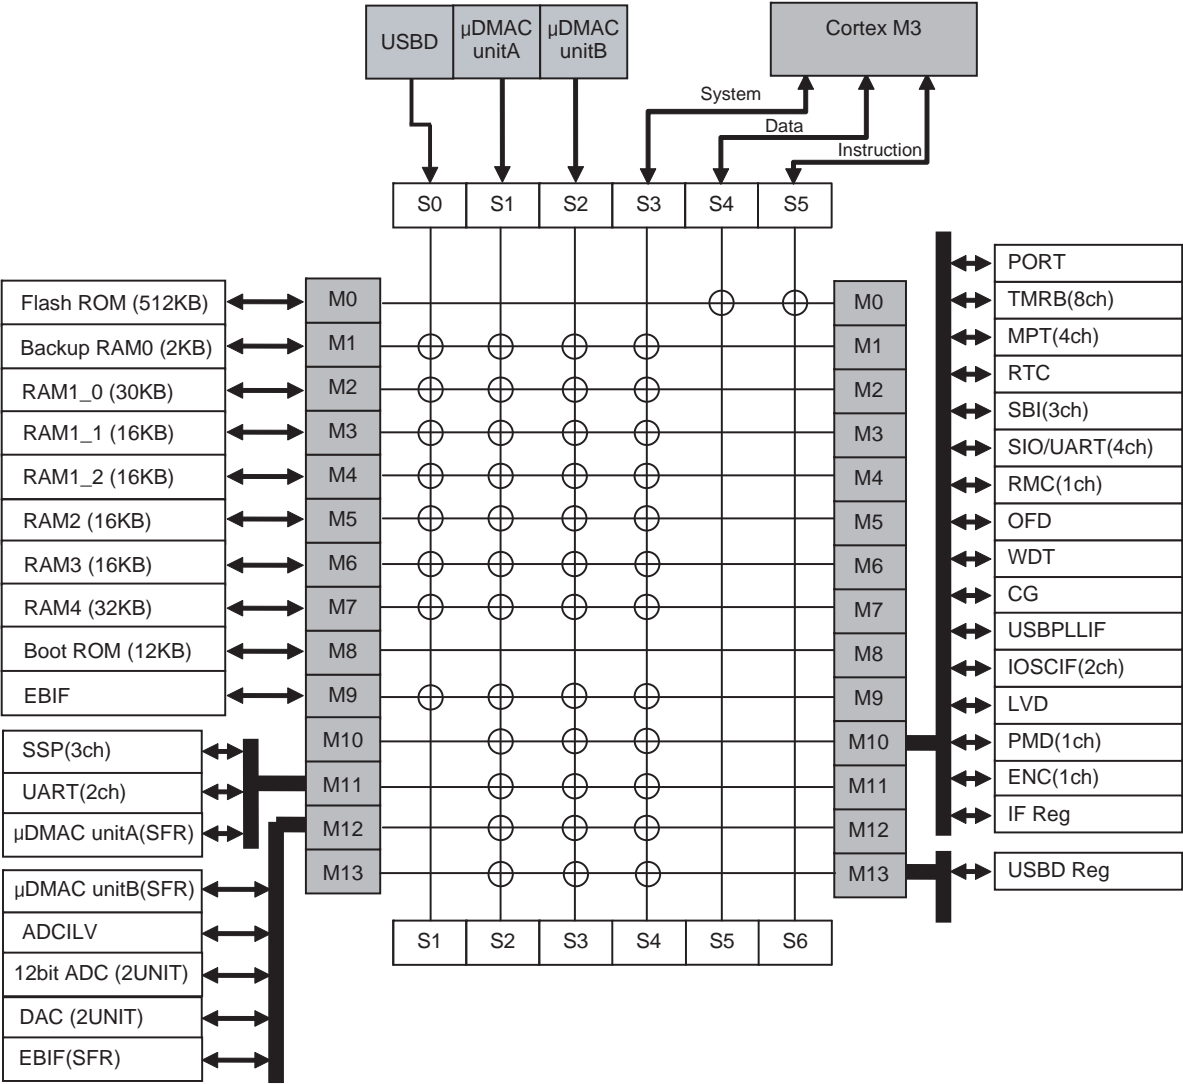 USBD
µDMAC
unitA
µDMAC
unitB
Cortex M3
System
Data
Instruction
S0
S1
S2
S3
S4
S5
Flash ROM (512KB)
Backup RAM0 (2KB)
RAM1_0 (30KB)
RAM1_1 (16KB)
RAM1_2 (16KB)
RAM2 (16KB)
RAM3 (16KB)
RAM4 (32KB)
Boot ROM (12KB)
EBIF
SSP(3ch)
UART(2ch)
µDMAC unitA(SFR)
µDMAC unitB(SFR)
ADCILV
12bit ADC (2UNIT)
DAC (2UNIT)
EBIF(SFR)
M0
M1
M2
M3
M4
M5
M6
M7
M8
M9
M10
M11
M12
M13
M0
M1
M2
M3
M4
M5
M6
M7
M8
M9
M10
M11
M12
M13
PORT
TMRB(8ch)
MPT(4ch)
RTC
SBI(3ch)
SIO/UART(4ch)
RMC(1ch)
OFD
WDT
CG
USBPLLIF
IOSCIF(2ch)
LVD
PMD(1ch)
ENC(1ch)
IF Reg
USBD Reg
S1
S2
S3
S4
S5
S6